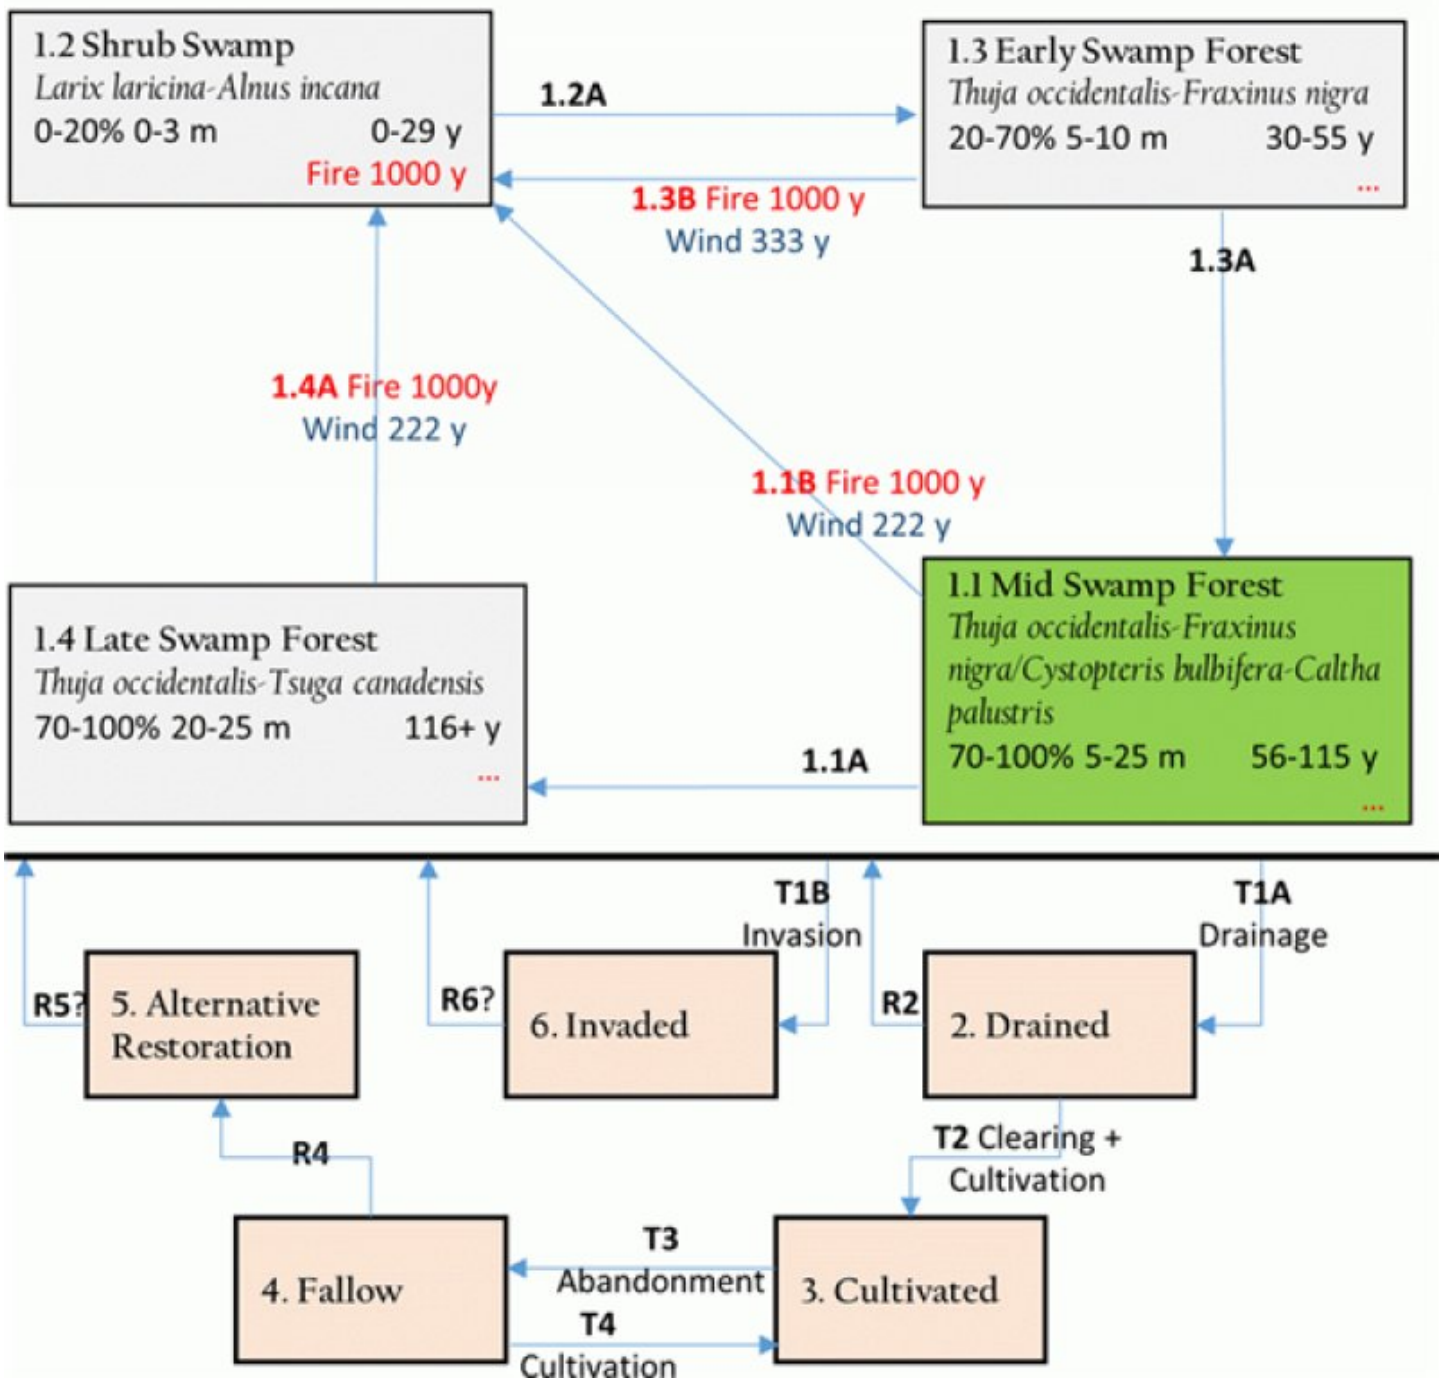 1.2 Shrub Swamp
Larix laricina-Alnus incana
0-20% 0-3 m 0-29 y
Fire 1000 y
1.2A
1.3 Early Swamp Forest
Thuja occidentalis-Fraxinus nigra
20-70% 5-10 m 30-55 y
...
1.3B Fire 1000 y
Wind 333 y
1.3A
1.4A Fire 1000y
Wind 222 y
1.1B Fire 1000 y
Wind 222 y
1.4 Late Swamp Forest
Thuja occidentalis-Tsuga canadensis
70-100% 20-25 m 116+ y
...
1.1A
1.1 Mid Swamp Forest
Thuja occidentalis-Fraxinus
nigra/Cystopteris bulbifera-Caltha
palustris
70-100% 5-25 m 56-115 y
...
T1B
Invasion
T1A
Drainage
R5?
5. Alternative
Restoration
R6?
6. Invaded
R2
2. Drained
R4
T2 Clearing +
Cultivation
4. Fallow
T3
Abandonment
T4
Cultivation
3. Cultivated